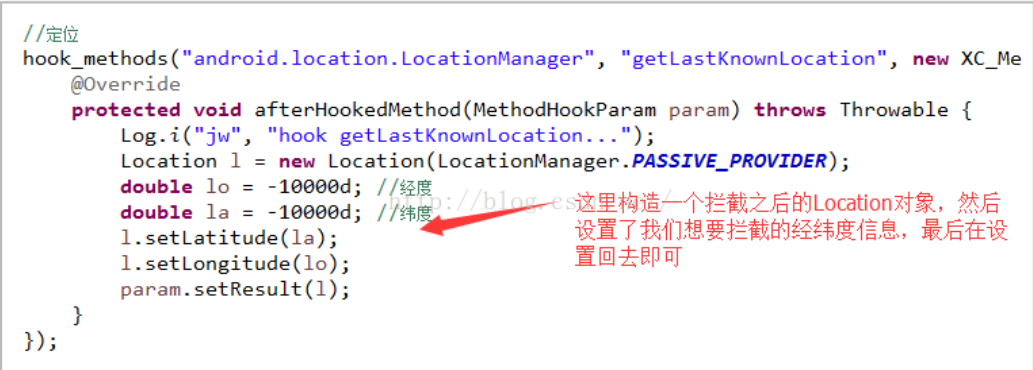 //定位
hook_methods("android.location.LocationManager", "getLastKnownLocation", new XC_Me
@Override
protected void afterHookedMethod(MethodHookParam param) throws Throwable {
Log.i("jw", "hook getLastKnownLocation...");
Location l = new Location(LocationManager.PASSIVE_PROVIDER);
double lo = -10000d; //经度
double la = -10000d; //纬度
l.setLatitude(la);
l.setLongitude(lo);
param.setResult(l);
}
});
http://blog.cs
这里构造一个拦截之后的Location对象，然后
设置了我们想要拦截的经纬度信息，最后在设
置回去即可